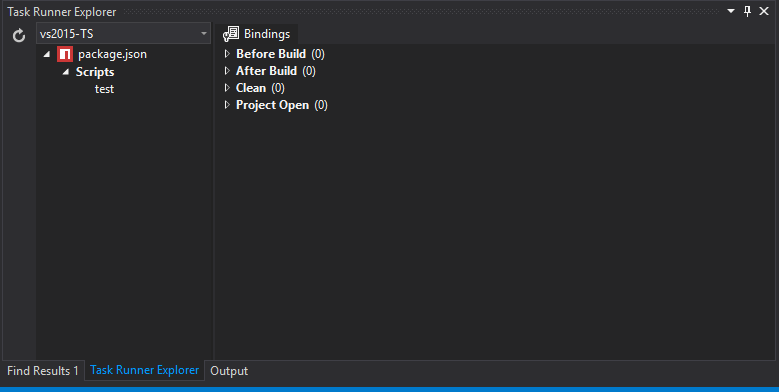 Task Runner Explorer
vs2015-TS
Bindings
package.json
Scripts
test
Before Build (0)
After Build (0)
Clean (0)
Project Open (0)
Find Results 1 Task Runner Explorer Output